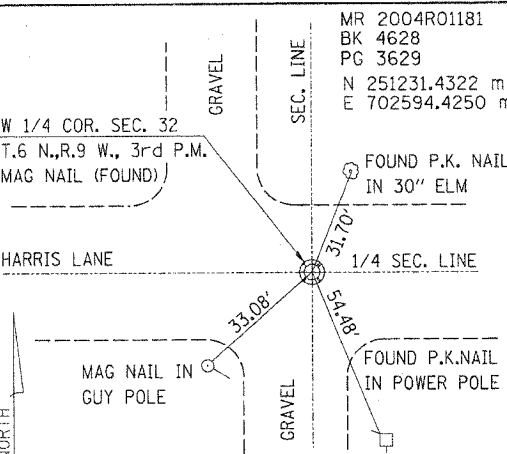 MR 2004R01181
BK 4628
PG 3629
N 251231.4322 m
E 702594.4250 m
GRAVEL
SEC. LINE
W 1/4 COR. SEC. 32
T.6 N.,R.9 W., 3rd P.M.
MAG NAIL (FOUND)
FOUND P.K. NAIL
IN 30" ELM
31.70'
HARRIS LANE
1/4 SEC. LINE
33.08'
54.48'
MAG NAIL IN
GUY POLE
FOUND P.K.NAIL
IN POWER POLE
GRAVEL
NORTH